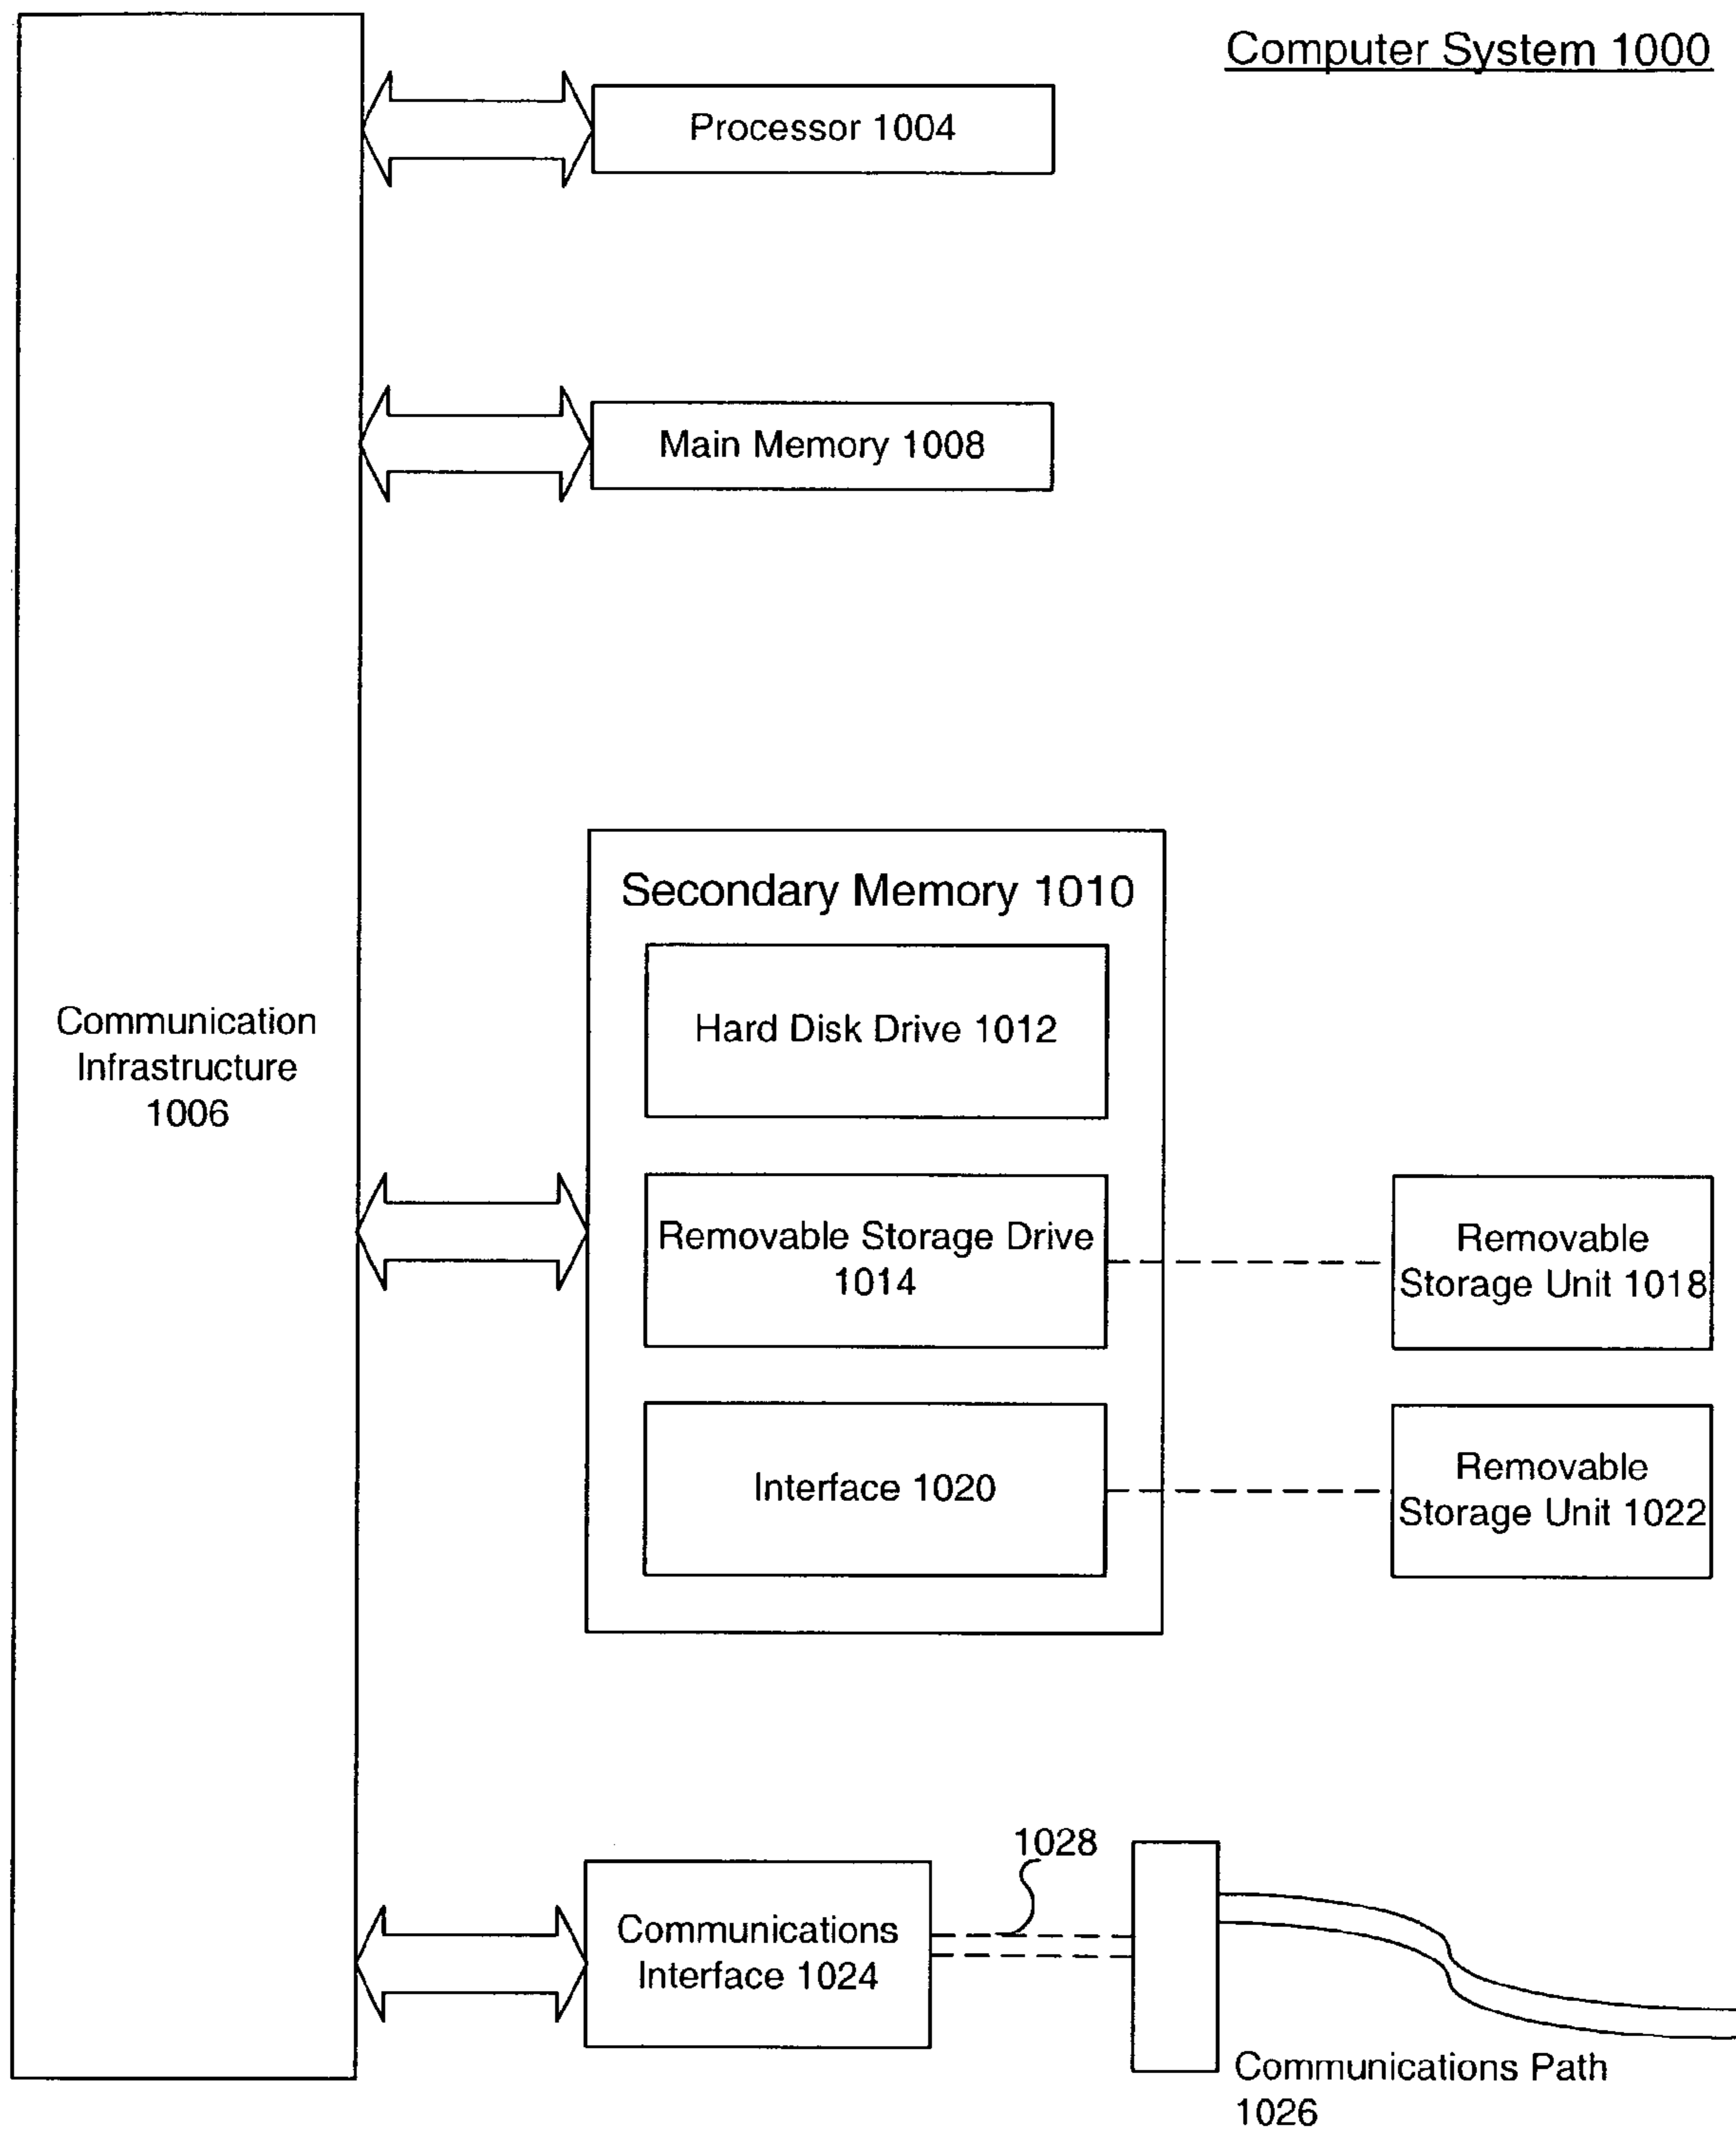 Computer System 1000
Processor 1004
Main Memory 1008
Secondary Memory 1010
Hard Disk Drive 1012
Communication
Infrastructure
1006
Removable Storage Drive
1014
Removable
Storage Unit 1018
Interface 1020
Removable
Storage Unit 1022
1028
Communications
Interface 1024
Communications Path
1026